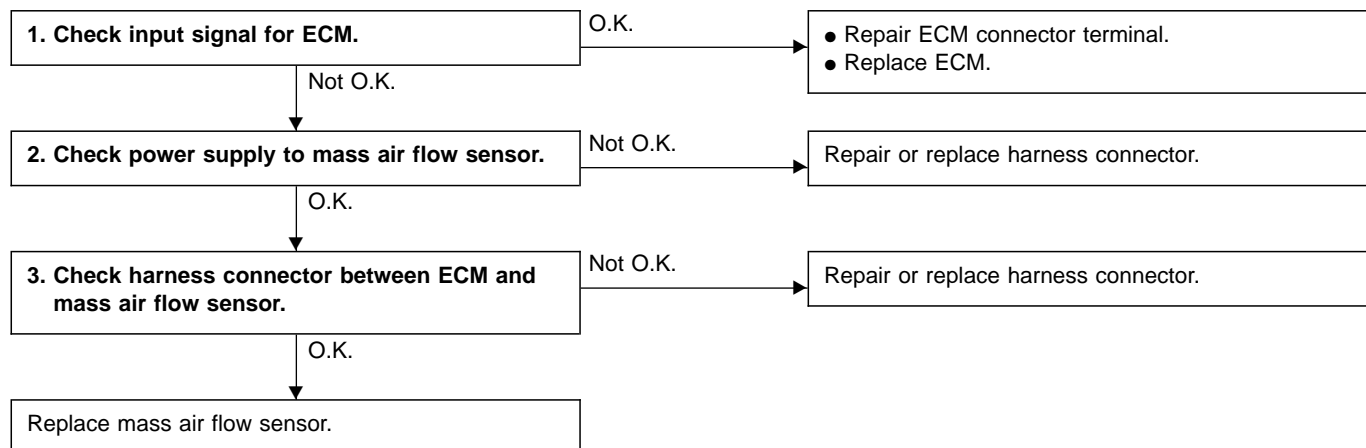 1. Check input signal for ECM.
O.K.
● Repair ECM connector terminal.
● Replace ECM.
Not O.K.
2. Check power supply to mass air flow sensor.
Not O.K.
Repair or replace harness connector.
O.K.
3. Check harness connector between ECM and
mass air flow sensor.
Not O.K.
Repair or replace harness connector.
O.K.
Replace mass air flow sensor.